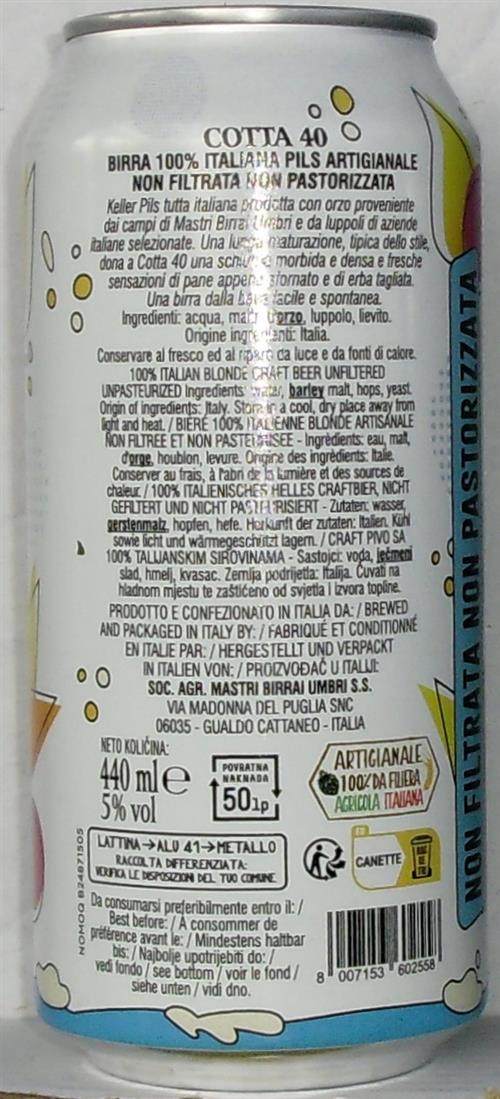 COTTA 40
BIRRA 100% ITALIANA PILS ARTIGIANALE
NON FILTRATA NON PASTORIZZATA
Keller Pils tutta italiana prodotta con orzo proveniente
dai campi di Mastri Birrai Umbri e da luppoli di aziende
italiane selezionate. Una lunga maturazione, tipica dello stile,
dona a Cotta 40 una schiuma morbida e densa e fresche
sensazioni di pane appena sfornato e di erba tagliata.
Una birra dalla beva facile e spontanea.
Ingredienti: acqua, malto d'orzo, luppolo, lievito.
Origine ingredienti: Italia.
Conservare al fresco ed al riparo da luce e da fonti di calore.
100% ITALIAN BLONDE CRAFT BEER UNFILTERED
UNPASTEURIZED Ingredients: water, barley malt, hops, yeast.
Origin of ingredients: Italy. Store in a cool, dry place away from
light and heat. / BIÈRE 100% ITALIENNE BLONDE ARTISANALE
NON FILTRÉE ET NON PASTEURISÉE - Ingrédients: eau, malt,
d'orge, houblon, levure. Origine des ingrédients: Italie.
Conserver au frais, à l'abri de la lumière et des sources de
chaleur. / 100% ITALIENISCHES HELLES CRAFTBIER, NICHT
GEFILTERT UND NICHT PASTEURISIERT - Zutaten: wasser,
gerstenmalz, hopfen, hefe. Herkunft der zutaten: Italien. Kühl
sowie licht und wärmegeschützt lagern. / CRAFT PIVO SA
100% TALIJANSKIM SIROVINAMA - Sastojci: voda, ječmeni
slad, hmelj, kvasac. Zemlja podrijetla: Italija. Čuvati na
hladnom mjestu te zaštićeno od svjetla i izvora topline.
PRODOTTO E CONFEZIONATO IN ITALIA DA: / BREWED
AND PACKAGED IN ITALY BY: / FABRIQUÉ ET CONDITIONNÉ
EN ITALIE PAR: / HERGESTELLT UND VERPACKT
IN ITALIEN VON: / PROIZVOĐAČ U ITALIJI:
SOC. AGR. MASTRI BIRRAI UMBRI S.S.
VIA MADONNA DEL PUGLIA SNC
06035 - GUALDO CATTANEO - ITALIA
NETO KOLIČINA:
440 ml e
5% vol
POVRATNA
NAKNADA
50 lp
ARTIGIANALE
100% DA FILIERA
AGRICOLA ITALIANA
LATTINA→ALU 41→METALLO
RACCOLTA DIFFERENZIATA:
VERIFICA LE DISPOSIZIONI DEL TUO COMUNE
CANETTE
BAC
DE
TRI
Da consumarsi preferibilmente entro il: /
Best before: / A consommer de
préférence avant le: / Mindestens haltbar
bis: / Najbolje upotrijebiti do: /
vedi fondo / see bottom / voir le fond /
siehe unten / vidi dno.
8 007153 602558
NOMOQ B24B71505
NON FILTRATA NON PASTORIZZATA